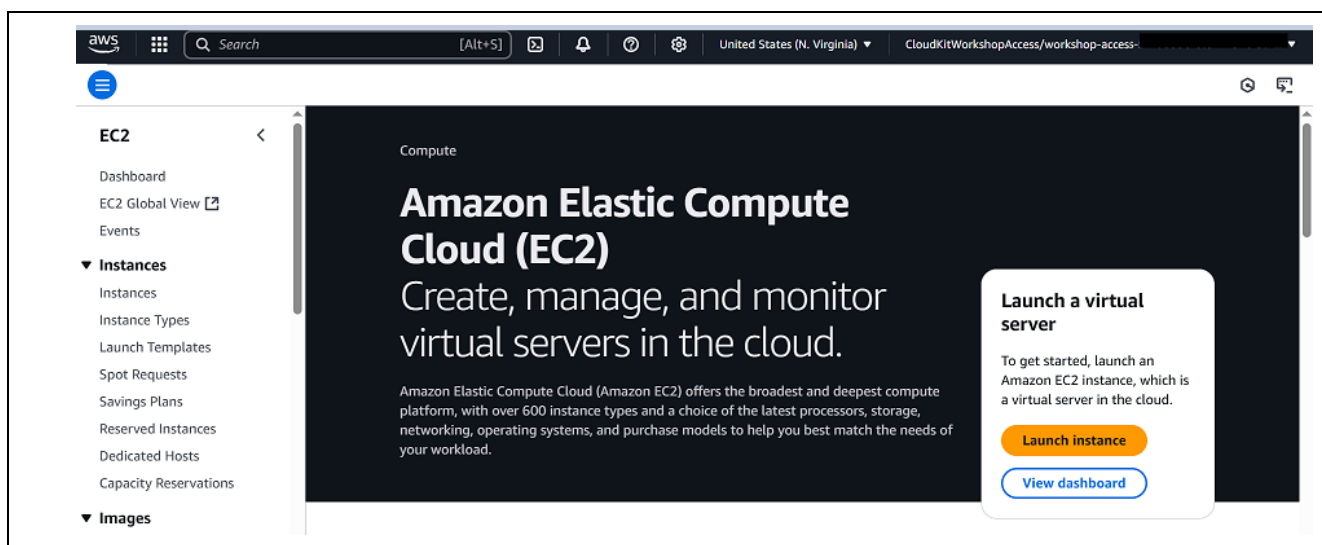 aws
Search
[Alt+S]
United States (N. Virginia)
CloudKitWorkshopAccess/workshop-access-
EC2
Dashboard
EC2 Global View
Events
Instances
Instances
Instance Types
Launch Templates
Spot Requests
Savings Plans
Reserved Instances
Dedicated Hosts
Capacity Reservations
Images
Compute
Amazon Elastic Compute
Cloud (EC2)
Create, manage, and monitor
virtual servers in the cloud.
Amazon Elastic Compute Cloud (Amazon EC2) offers the broadest and deepest compute
platform, with over 600 instance types and a choice of the latest processors, storage,
networking, operating systems, and purchase models to help you best match the needs of
your workload.
Launch a virtual
server
To get started, launch an
Amazon EC2 instance, which is
a virtual server in the cloud.
Launch instance
View dashboard